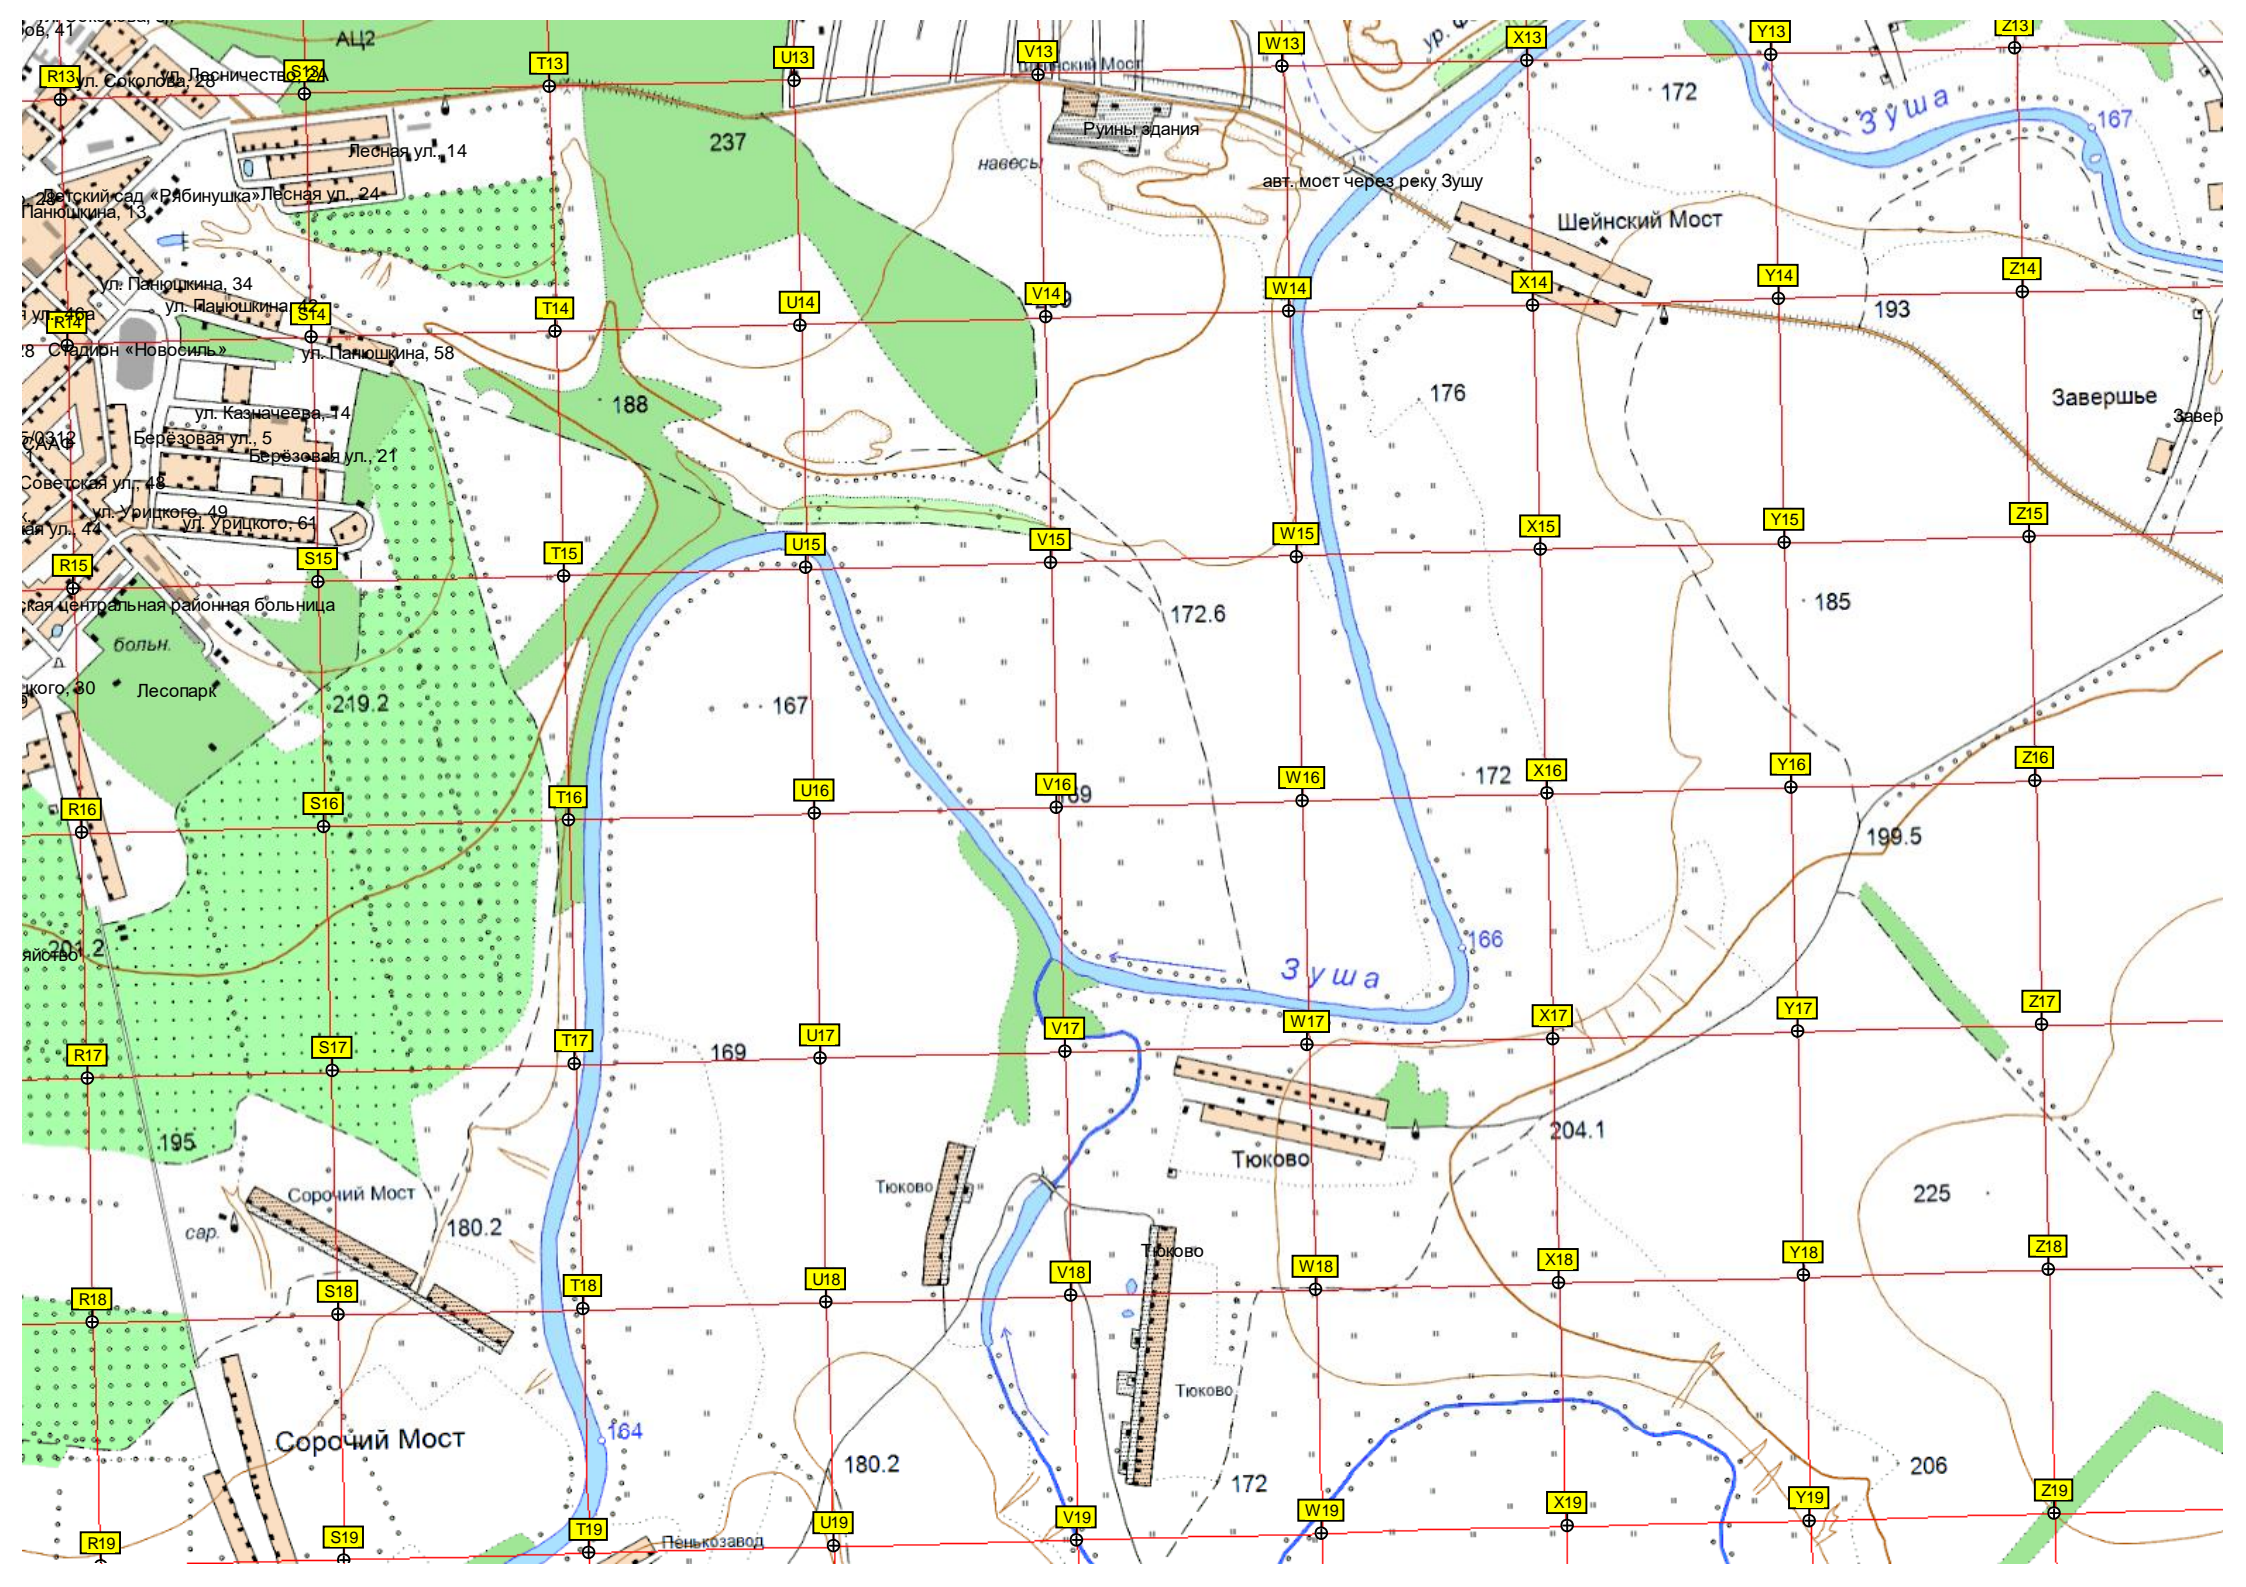 АЦ2
R13
S13
T13
U13
V13
W13
X13
Y13
Z13
ул. Соколова, 28
ул. Лесничество, 2А
172
Зуша
167
237
Руины здания
навесы
Лесная ул., 14
авт. мост через реку Зушу
Детский сад «Рябинушка»
Лесная ул., 24
Панюшкина, 13
Шейнский Мост
ул. Панюшкина, 34
ул. Панюшкина, 42
R14
S14
T14
U14
V14
W14
X14
Y14
Z14
193
Стадион «Новосиль»
ул. Панюшкина, 58
188
176
Завершье
Завер
ул. Казначеева, 14
Берёзовая ул., 5
Берёзовая ул., 21
Советская ул., 48
ул. Урицкого, 49
ул. Урицкого, 61
R15
S15
T15
U15
V15
W15
X15
Y15
Z15
ская центральная районная больница
185
172.6
больн.
Лесопарк
219.2
167
172
R16
S16
T16
U16
V16
W16
X16
Y16
Z16
199.5
201.2
166
Зуша
R17
S17
T17
U17
V17
W17
X17
Y17
Z17
169
195
204.1
Тюково
Сорочий Мост
Тюково
225
сар.
180.2
Тюково
R18
S18
T18
U18
V18
W18
X18
Y18
Z18
Тюково
Сорочий Мост
164
180.2
172
206
R19
S19
T19
U19
V19
W19
X19
Y19
Z19
Пенькозавод